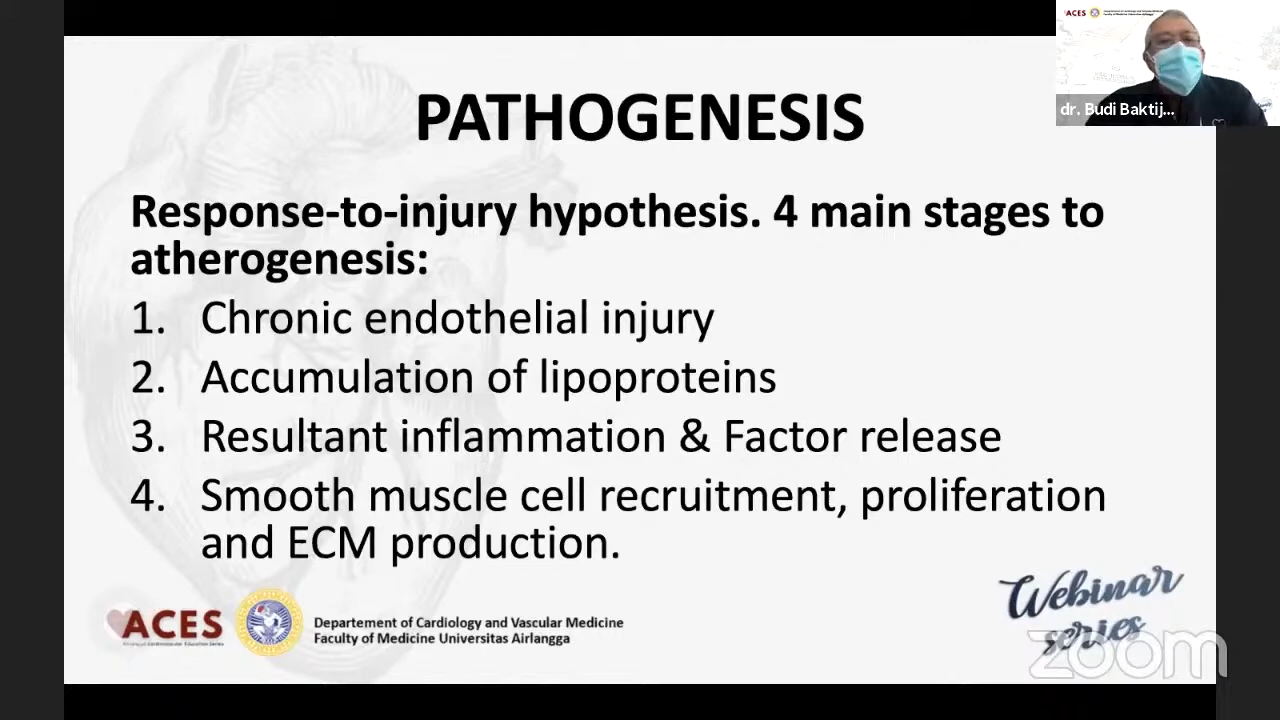 PATHOGENESIS
Response-to-injury hypothesis. 4 main stages to
atherogenesis:
1. Chronic endothelial injury
2. Accumulation of lipoproteins
3. Resultant inflammation & Factor release
4. Smooth muscle cell recruitment, proliferation
and ECM production.
ACES
Departement of Cardiology and Vascular Medicine
Faculty of Medicine Universitas Airlangga
Webinar
series
zoom
ACES
dr. Budi Baktij...